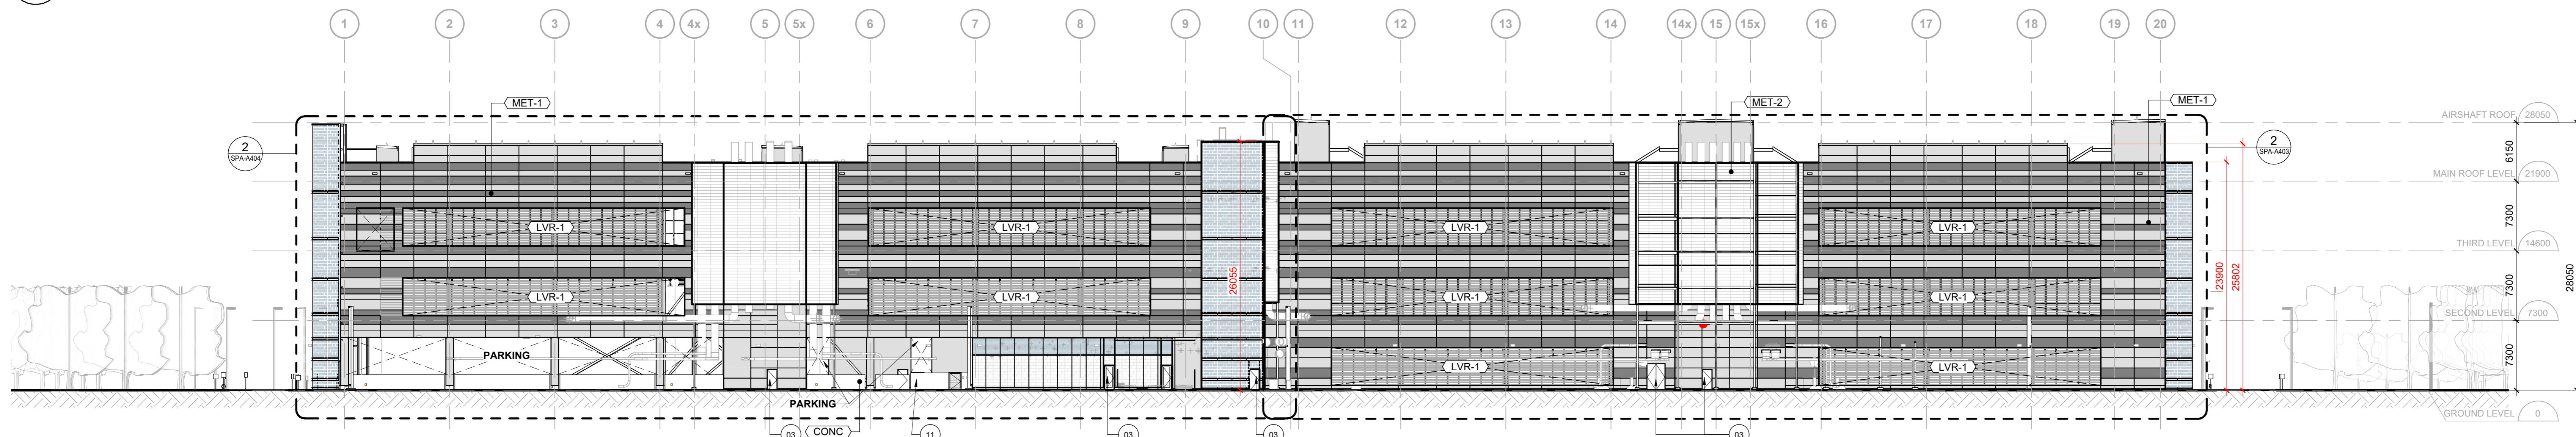 1 2 3 4 4x 5 5x 6 7 8 9 10 11 12 13 14 14x 15 15x 16 17 18 19 20
MET-1
MET-2
MET-1
AIRSHAFT ROOF 28050
2
SPA-A404
2
SPA-A403
6150
MAIN ROOF LEVEL 21900
LVR-1 LVR-1 LVR-1 LVR-1
7300
THIRD LEVEL 14600
26055
23900
25802
28050
LVR-1 LVR-1 LVR-1 LVR-1
7300
SECOND LEVEL 7300
PARKING
LVR-1 LVR-1
7300
PARKING
GROUND LEVEL 0
03 CONC 11 03 03 03